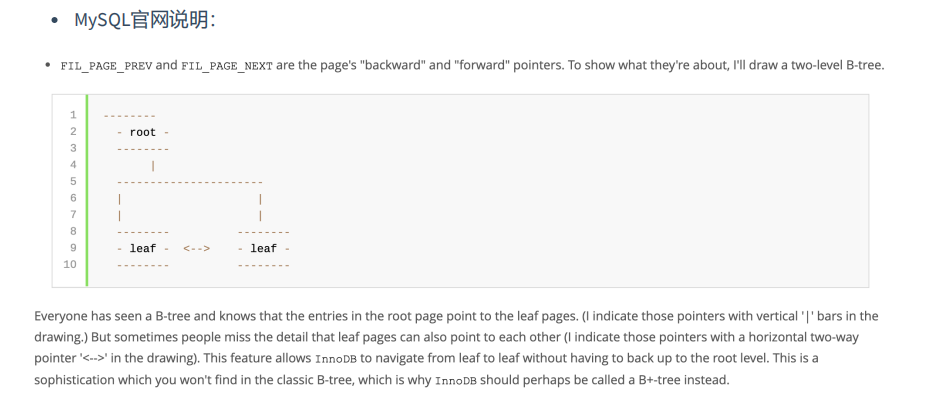 • MySQL官网说明：
• FIL_PAGE_PREV and FIL_PAGE_NEXT are the page's "backward" and "forward" pointers. To show what they're about, I'll draw a two-level B-tree.
1 --------
2 - root -
3 --------
4 |
5 ----------------------
6 | |
7 | |
8 -------- --------
9 - leaf - <--> - leaf -
10 -------- --------
Everyone has seen a B-tree and knows that the entries in the root page point to the leaf pages. (I indicate those pointers with vertical '|' bars in the
drawing.) But sometimes people miss the detail that leaf pages can also point to each other (I indicate those pointers with a horizontal two-way
pointer '<-->' in the drawing). This feature allows InnoDB to navigate from leaf to leaf without having to back up to the root level. This is a
sophistication which you won't find in the classic B-tree, which is why InnoDB should perhaps be called a B+-tree instead.